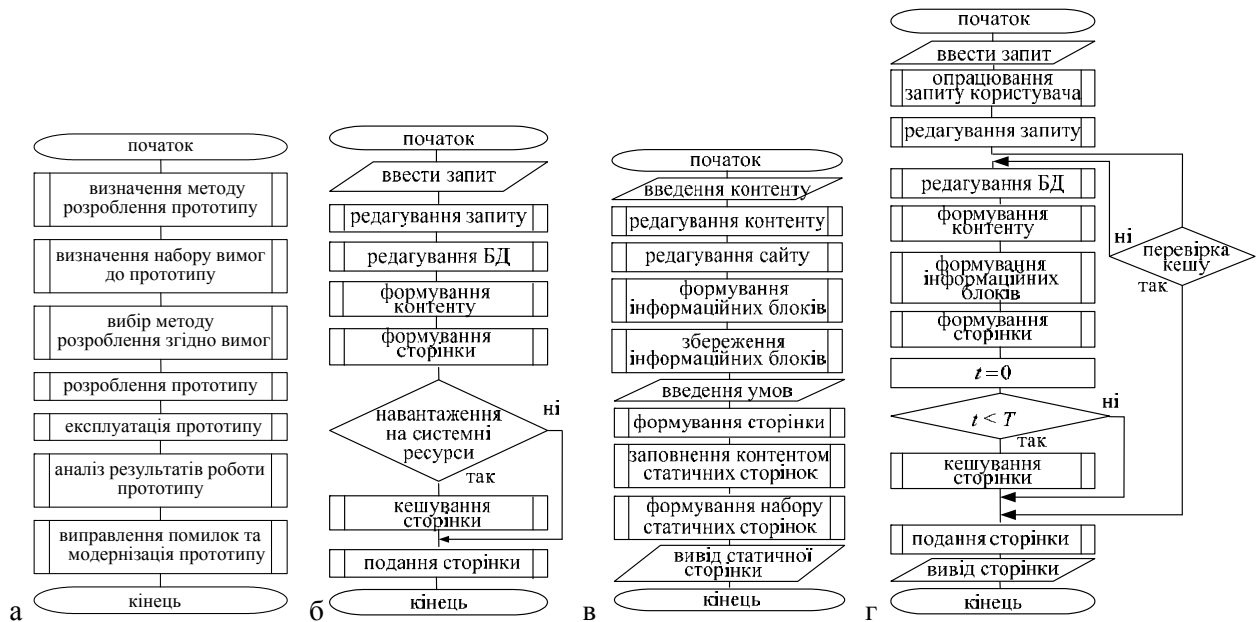 початок
визначення методу
розроблення прототипу
визначення набору вимог
до прототипу
вибір методу
розроблення згідно вимог
розроблення прототипу
експлуатація прототипу
аналіз результатів роботи
прототипу
виправлення помилок та
модернізація прототипу
кінець
а
початок
ввести запит
редагування запиту
редагування БД
формування
контенту
формування
сторінки
навантаження
на системні
ресурси
ні
так
кешування
сторінки
подання сторінки
кінець
б
початок
введення контенту
редагування контенту
редагування сайту
формування
інформаційних блоків
збереження
інформаційних блоків
введення умов
формування сторінки
заповнення контентом
статичних сторінок
формування набору
статичних сторінок
вивід статичної
сторінки
кінець
в
початок
ввести запит
опрацювання
запиту користувача
редагування запиту
редагування БД
формування
контенту
формування
інформаційних
блоків
формування
сторінки
t=0
t < T
ні
так
кешування
сторінки
ні
перевірка
кешу
так
подання сторінки
вивід сторінки
кінець
г